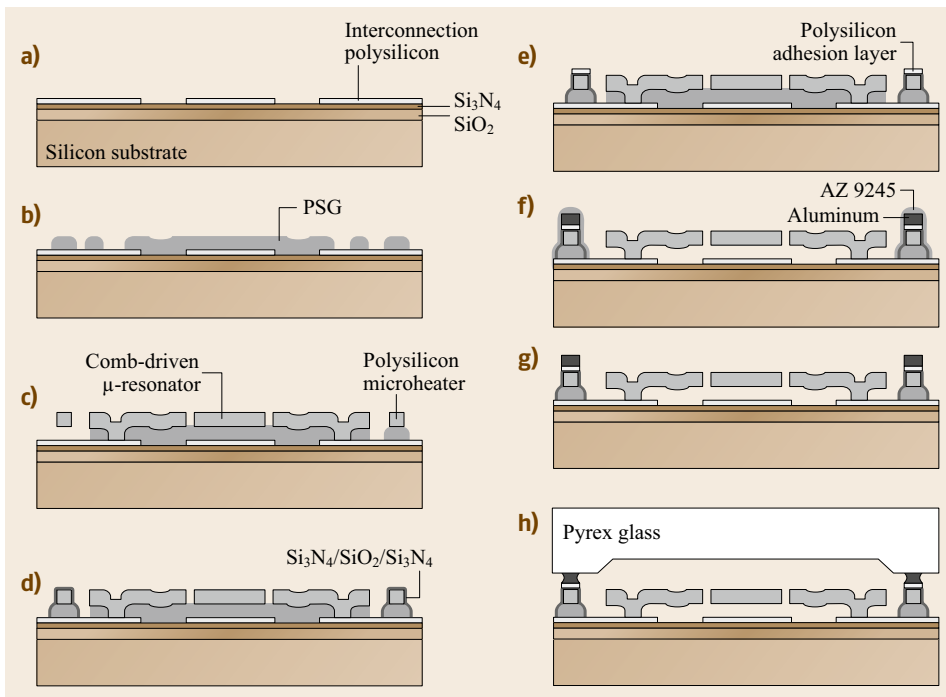 a)
Interconnection
polysilicon
Si₃N₄
SiO₂
Silicon substrate
b)
PSG
c)
Comb-driven
μ-resonator
Polysilicon
microheater
d)
Si₃N₄/SiO₂/Si₃N₄
e)
Polysilicon
adhesion layer
f)
AZ 9245
Aluminum
g)
h)
Pyrex glass